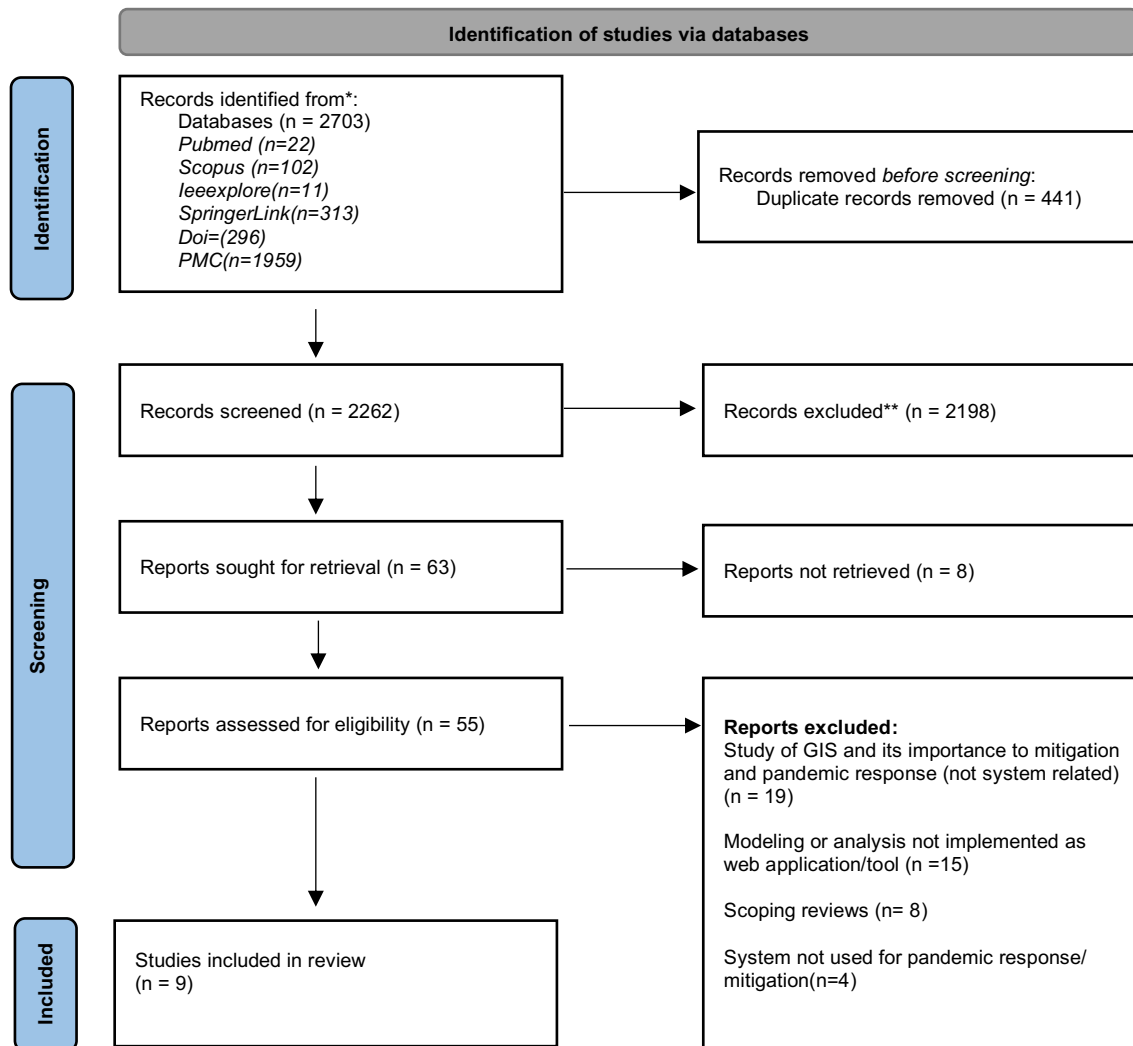 Identification of studies via databases
Identification
Records identified from*:
Databases (n = 2703)
Pubmed (n=22)
Scopus (n=102)
Ieeexplore(n=11)
SpringerLink(n=313)
Doi=(296)
PMC(n=1959)
Records removed before screening:
Duplicate records removed (n = 441)
Screening
Records screened (n = 2262)
Records excluded** (n = 2198)
Reports sought for retrieval (n = 63)
Reports not retrieved (n = 8)
Reports assessed for eligibility (n = 55)
Reports excluded:
Study of GIS and its importance to mitigation
and pandemic response (not system related)
(n = 19)
Modeling or analysis not implemented as
web application/tool (n =15)
Scoping reviews (n= 8)
System not used for pandemic response/
mitigation(n=4)
Included
Studies included in review
(n = 9)